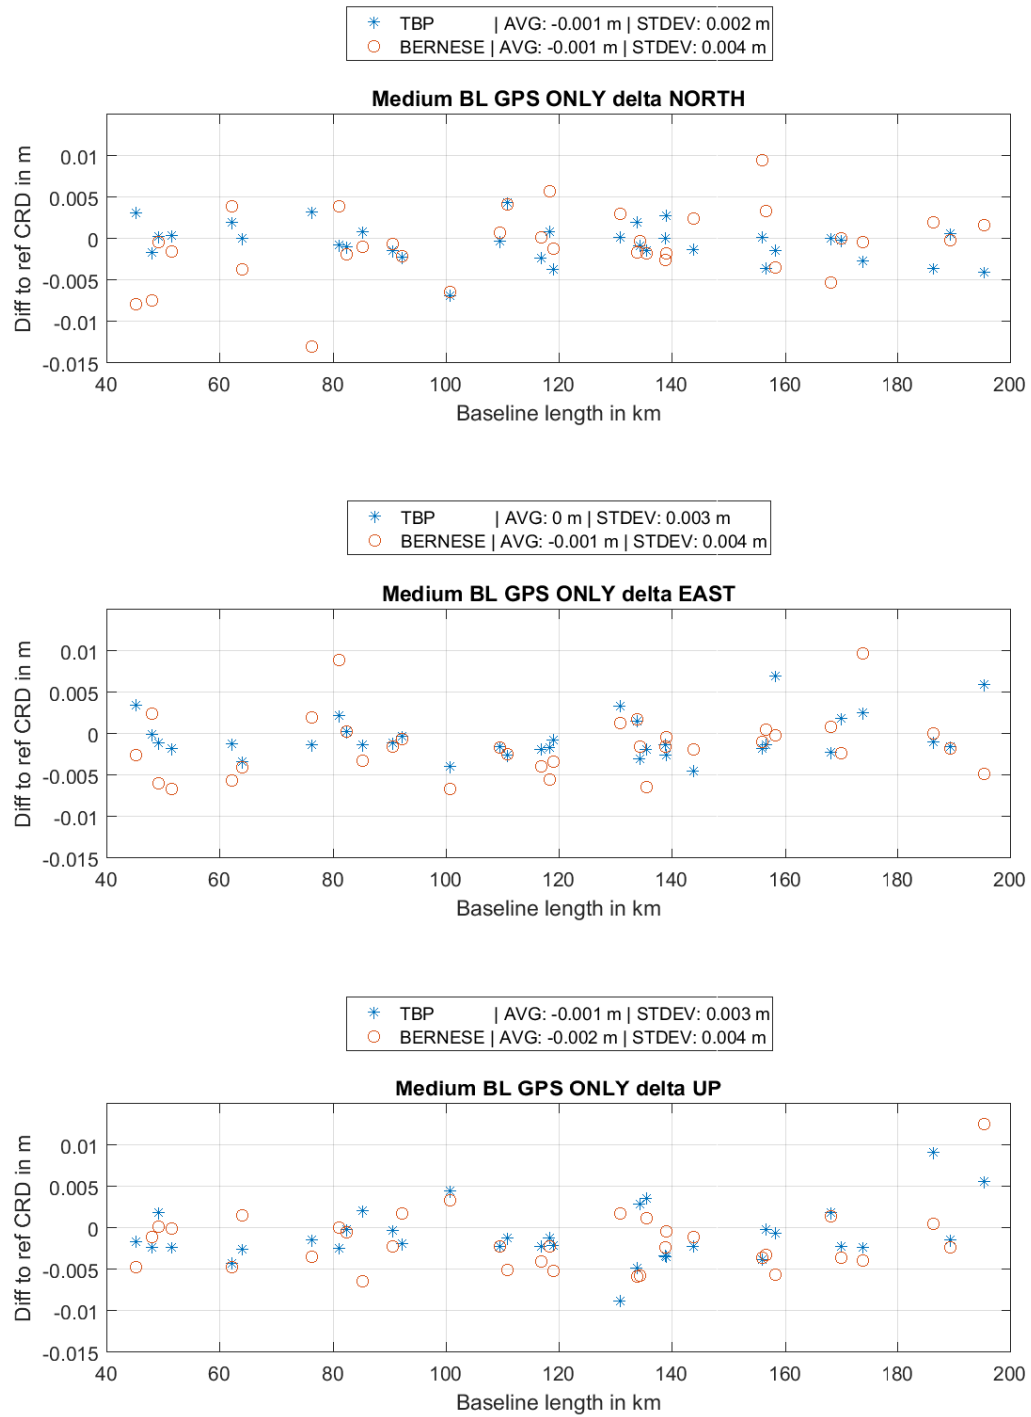 TBP | AVG: -0.001 m | STDEV: 0.002 m
BERNESE | AVG: -0.001 m | STDEV: 0.004 m
Medium BL GPS ONLY delta NORTH
Diff to ref CRD in m
0.01
0.005
0
-0.005
-0.01
-0.015
40 60 80 100 120 140 160 180 200
Baseline length in km
TBP | AVG: 0 m | STDEV: 0.003 m
BERNESE | AVG: -0.001 m | STDEV: 0.004 m
Medium BL GPS ONLY delta EAST
Diff to ref CRD in m
0.01
0.005
0
-0.005
-0.01
-0.015
40 60 80 100 120 140 160 180 200
Baseline length in km
TBP | AVG: -0.001 m | STDEV: 0.003 m
BERNESE | AVG: -0.002 m | STDEV: 0.004 m
Medium BL GPS ONLY delta UP
Diff to ref CRD in m
0.01
0.005
0
-0.005
-0.01
-0.015
40 60 80 100 120 140 160 180 200
Baseline length in km